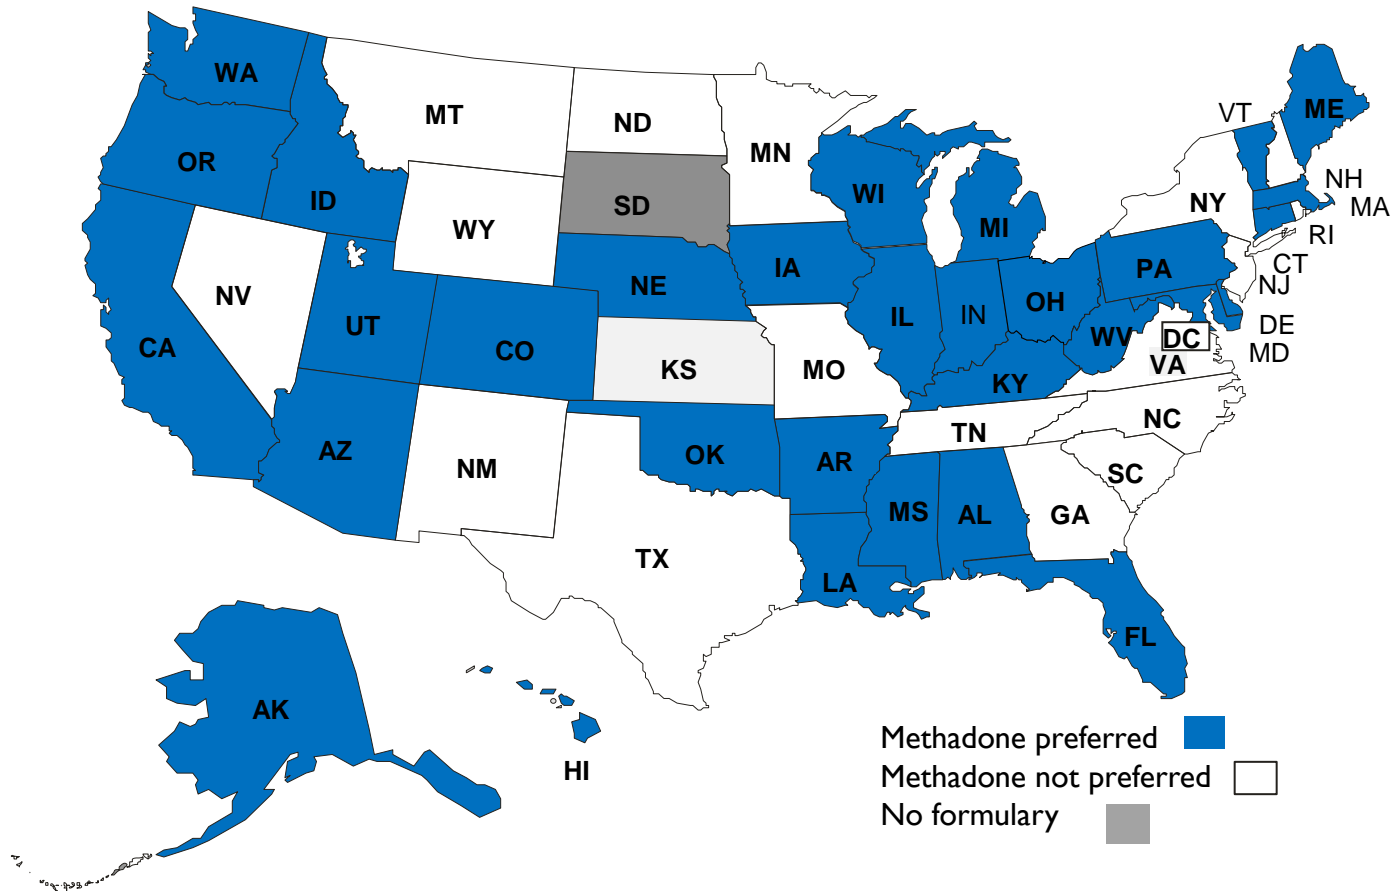 WA
MT
ND
MN
VT
ME
OR
ID
SD
WI
NH
WY
NY
MA
MI
RI
NV
NE
IA
PA
CT
NJ
CA
UT
CO
IL
IN
OH
DE
WV
DC
MD
KS
MO
KY
VA
AZ
NM
OK
AR
TN
NC
SC
MS
AL
GA
TX
LA
FL
AK
HI
Methadone preferred
Methadone not preferred
No formulary